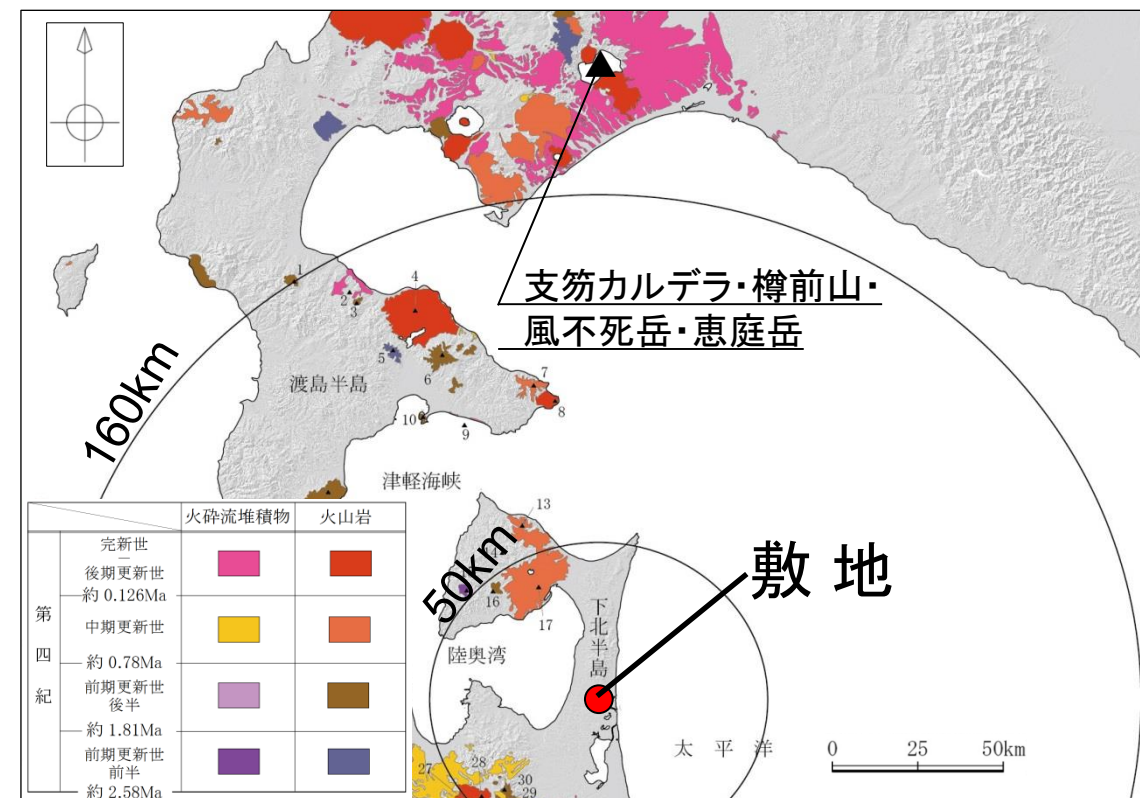 支笏カルデラ・樽前山・
風不死岳・恵庭岳
160km
1
2
3
4
5
6
7
8
9
10
渡島半島
津軽海峡
13
14
50km
16
17
下北半島
敷地
陸奥湾
太平洋
27
28
30
29
0 25 50km
火砕流堆積物 火山岩
第四紀
完新世
|
後期更新世
約 0.126Ma
中期更新世
約 0.78Ma
前期更新世
後半
約 1.81Ma
前期更新世
前半
約 2.58Ma